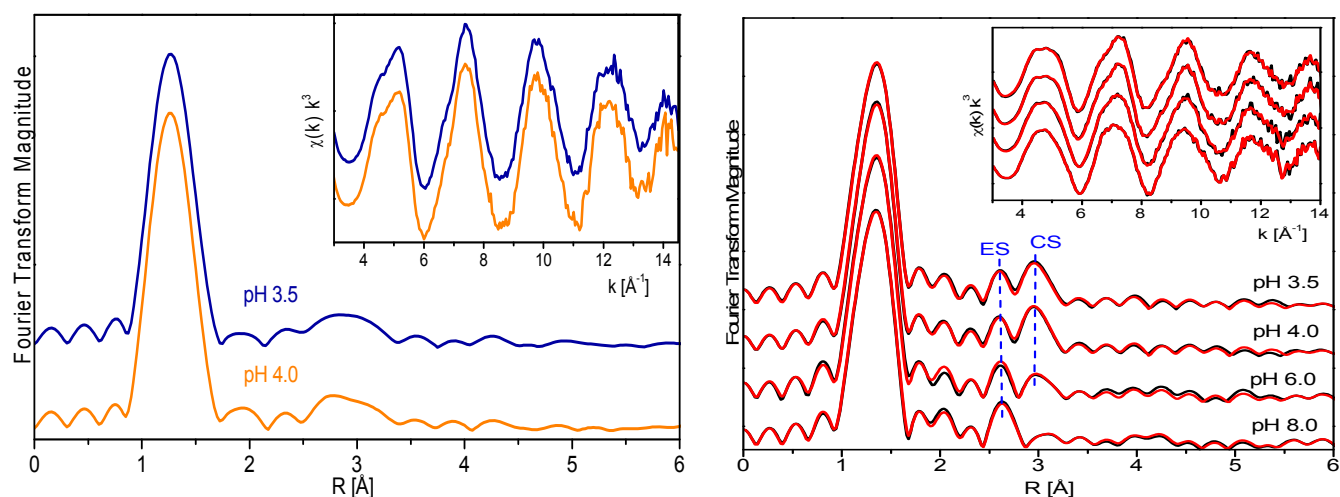 Fourier Transform Magnitude
χ(k) k³
4 6 8 10 12 14
k [Å⁻¹]
pH 3.5
pH 4.0
0 1 2 3 4 5 6
R [Å]
Fourier Transform Magnitude
χ(k) k³
4 6 8 10 12 14
k [Å⁻¹]
ES CS
pH 3.5
pH 4.0
pH 6.0
pH 8.0
0 1 2 3 4 5 6
R [Å]